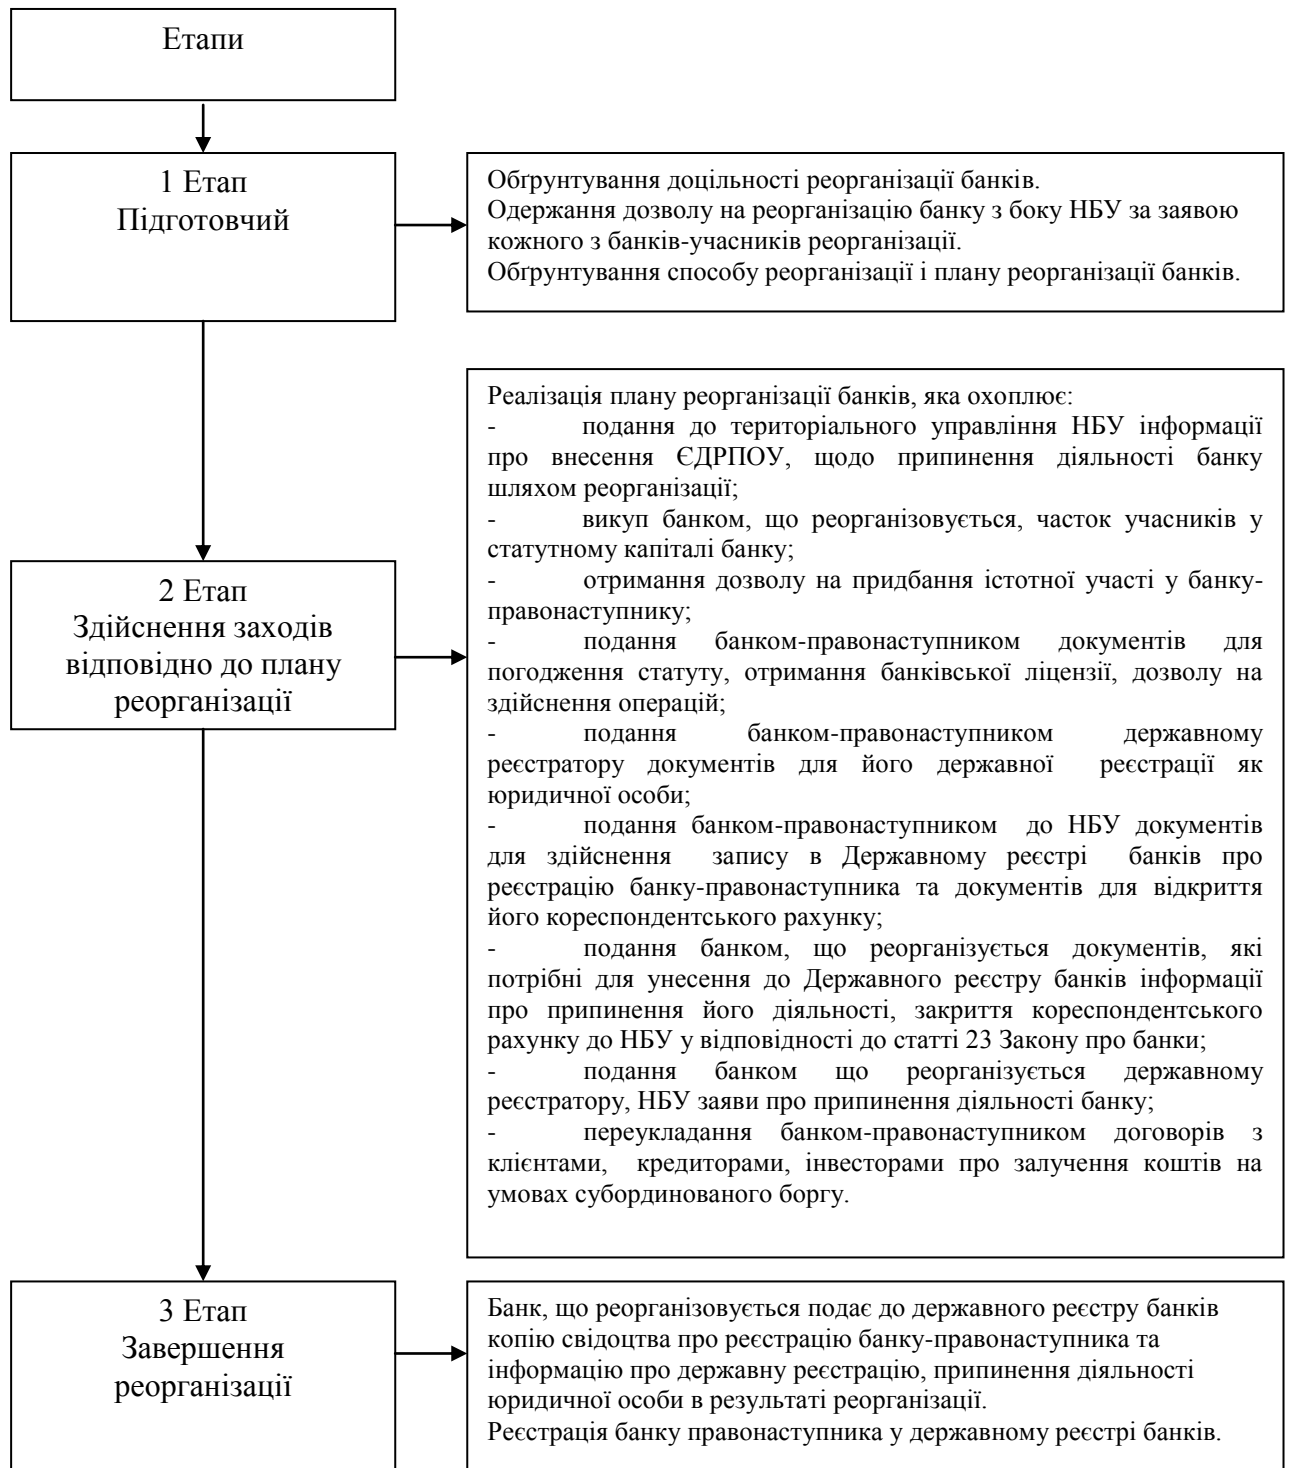 Етапи
1 Етап
Підготовчий
Обґрунтування доцільності реорганізації банків.
Одержання дозволу на реорганізацію банку з боку НБУ за заявою
кожного з банків-учасників реорганізації.
Обґрунтування способу реорганізації і плану реорганізації банків.
2 Етап
Здійснення заходів
відповідно до плану
реорганізації
Реалізація плану реорганізації банків, яка охоплює:
- подання до територіального управління НБУ інформації
про внесення ЄДРПОУ, щодо припинення діяльності банку
шляхом реорганізації;
- викуп банком, що реорганізовується, часток учасників у
статутному капіталі банку;
- отримання дозволу на придбання істотної участі у банку-
правонаступнику;
- подання банком-правонаступником документів для
погодження статуту, отримання банківської ліцензії, дозволу на
здійснення операцій;
- подання банком-правонаступником державному
реєстратору документів для його державної реєстрації як
юридичної особи;
- подання банком-правонаступником до НБУ документів
для здійснення запису в Державному реєстрі банків про
реєстрацію банку-правонаступника та документів для відкриття
його кореспондентського рахунку;
- подання банком, що реорганізується документів, які
потрібні для унесення до Державного реєстру банків інформації
про припинення його діяльності, закриття кореспондентського
рахунку до НБУ у відповідності до статті 23 Закону про банки;
- подання банком що реорганізується державному
реєстратору, НБУ заяви про припинення діяльності банку;
- переукладання банком-правонаступником договорів з
клієнтами, кредиторами, інвесторами про залучення коштів на
умовах субординованого боргу.
3 Етап
Завершення
реорганізації
Банк, що реорганізовується подає до державного реєстру банків
копію свідоцтва про реєстрацію банку-правонаступника та
інформацію про державну реєстрацію, припинення діяльності
юридичної особи в результаті реорганізації.
Реєстрація банку правонаступника у державному реєстрі банків.